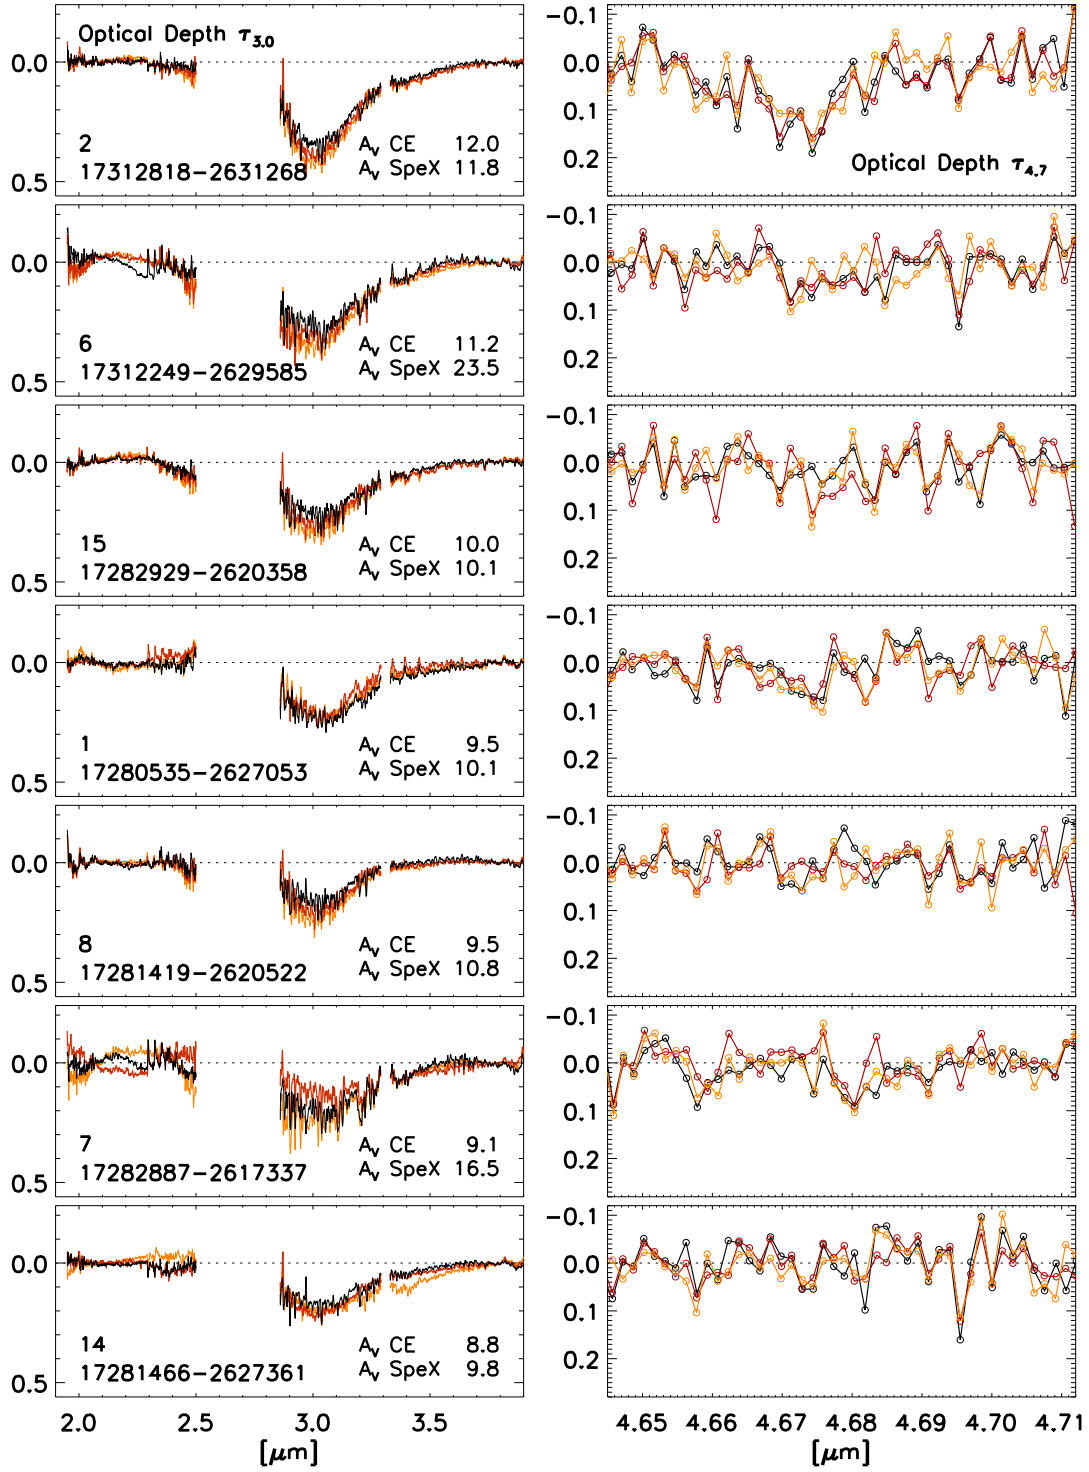 Optical Depth τ3.0
0.0
0.5
2
17312818−2631268
AV CE 12.0
AV SpeX 11.8
−0.1
0.0
0.1
0.2
Optical Depth τ4.7
0.0
0.5
6
17312249−2629585
AV CE 11.2
AV SpeX 23.5
−0.1
0.0
0.1
0.2
0.0
0.5
15
17282929−2620358
AV CE 10.0
AV SpeX 10.1
−0.1
0.0
0.1
0.2
0.0
0.5
1
17280535−2627053
AV CE 9.5
AV SpeX 10.1
−0.1
0.0
0.1
0.2
0.0
0.5
8
17281419−2620522
AV CE 9.5
AV SpeX 10.8
−0.1
0.0
0.1
0.2
0.0
0.5
7
17282887−2617337
AV CE 9.1
AV SpeX 16.5
−0.1
0.0
0.1
0.2
0.0
0.5
14
17281466−2627361
AV CE 8.8
AV SpeX 9.8
−0.1
0.0
0.1
0.2
2.0 2.5 3.0 3.5
[μm]
4.65 4.66 4.67 4.68 4.69 4.70 4.71
[μm]